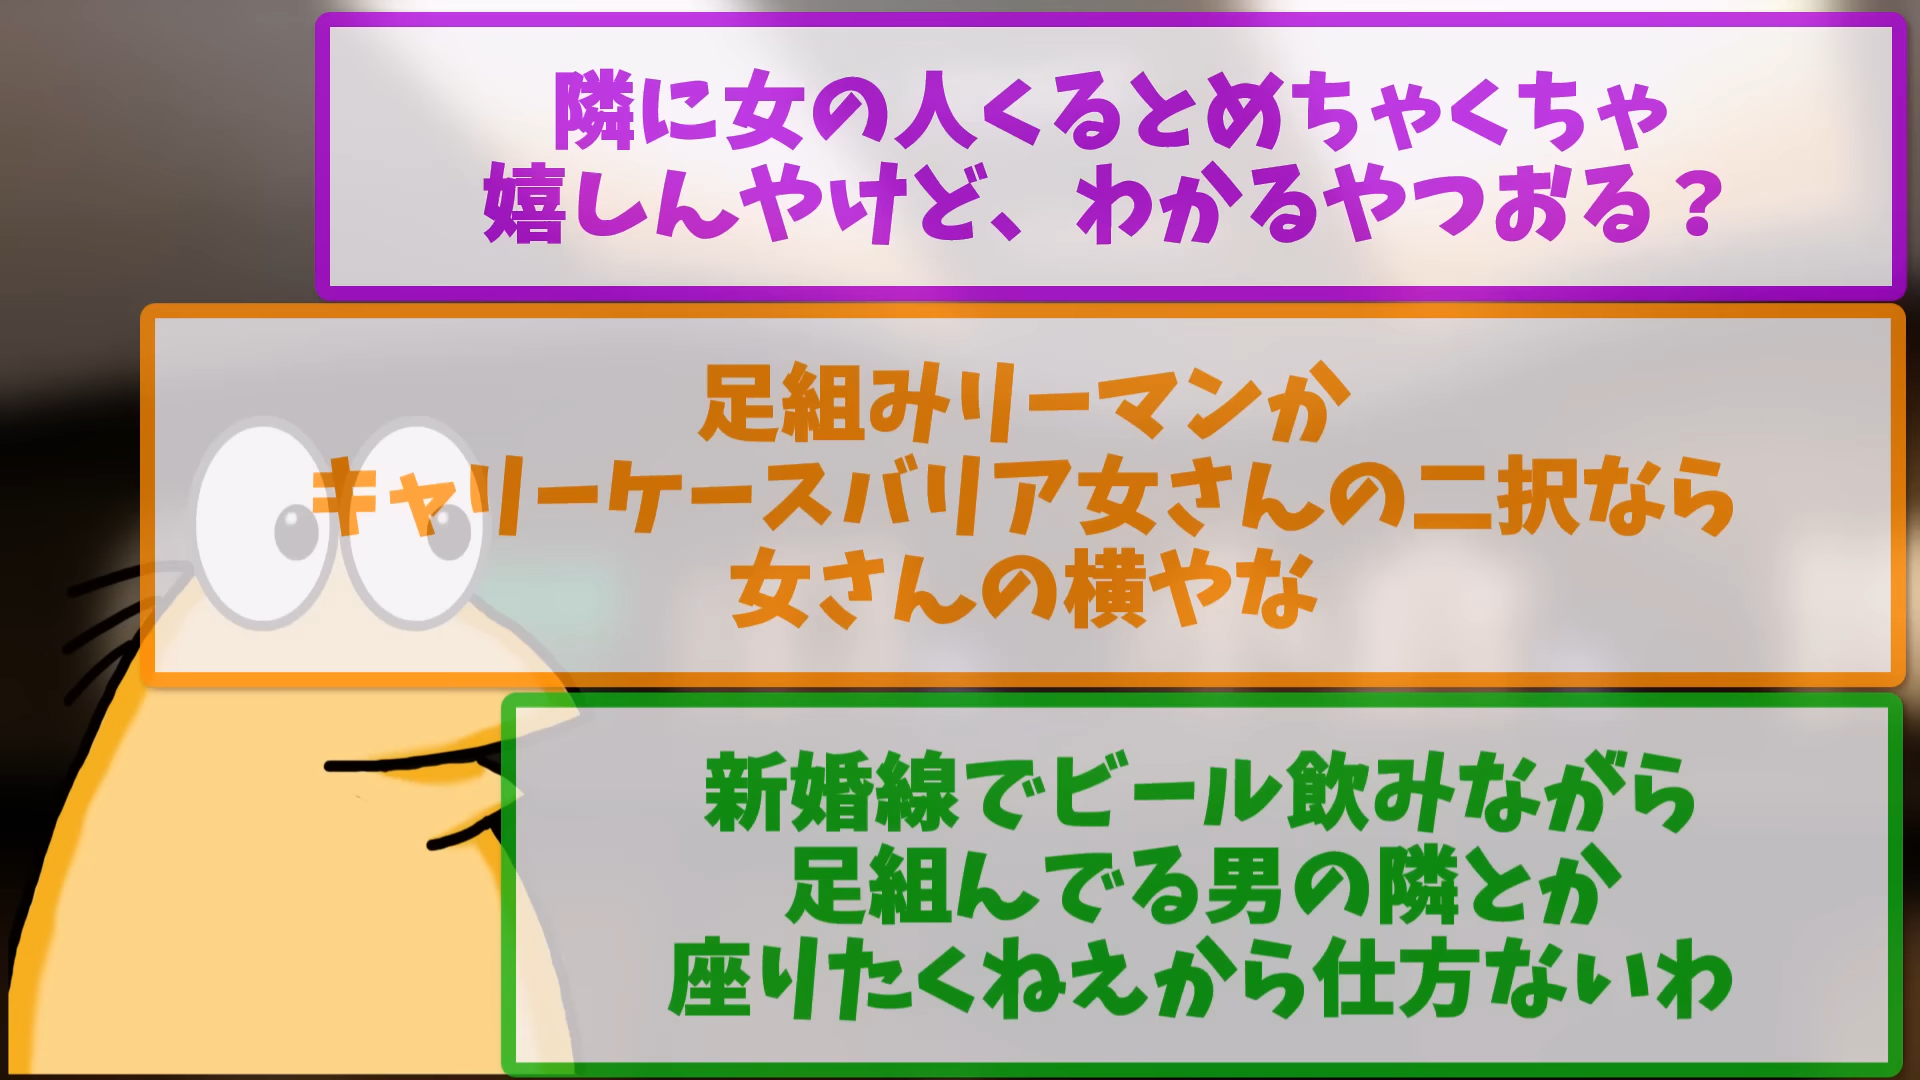 隣に女の人くるとめちゃくちゃ
嬉しんやけど、わかるやつおる？
足組みリーマンか
キャリーケースバリア女さんの二択なら
女さんの横やな
新婚線でビール飲みながら
足組んでる男の隣とか
座りたくねえから仕方ないわ